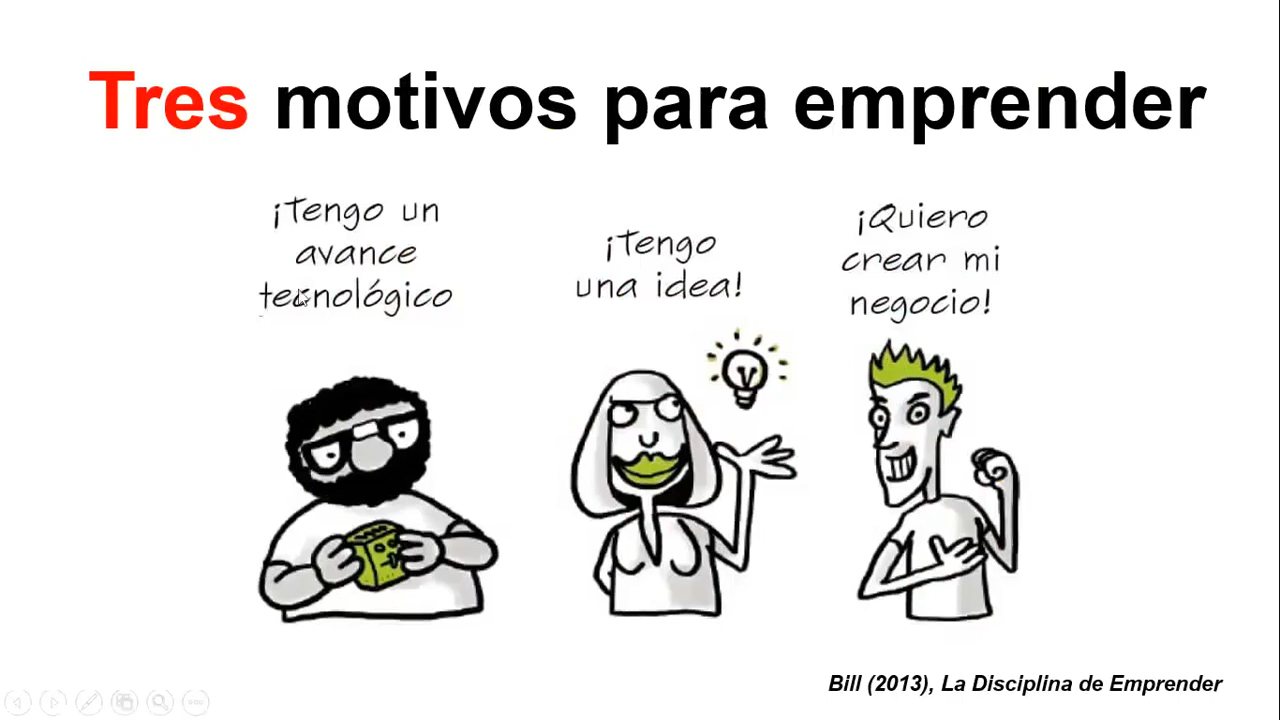 Tres motivos para emprender
¡Tengo un
avance
tecnológico
¡Tengo
una idea!
¡Quiero
crear mi
negocio!
Bill (2013), La Disciplina de Emprender